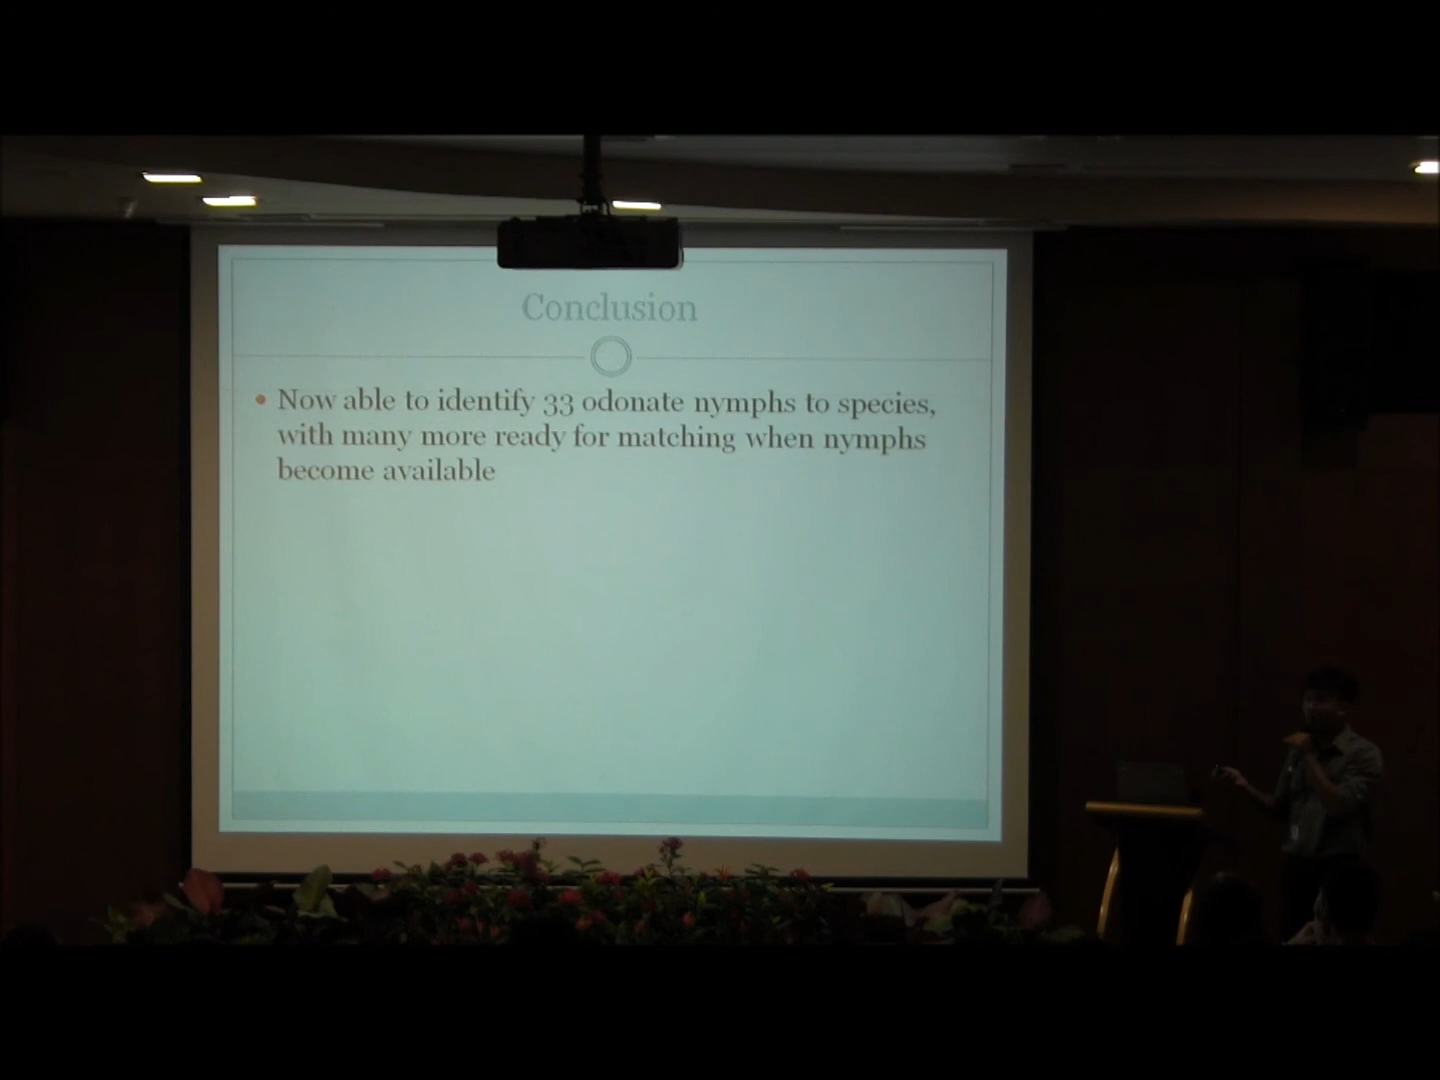 Conclusion
• Now able to identify 33 odonate nymphs to species,
with many more ready for matching when nymphs
become available